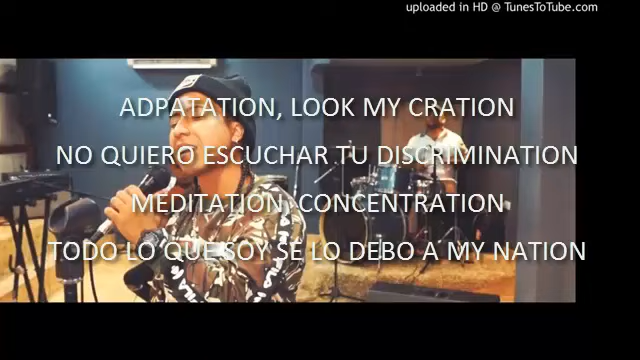 uploaded in HD @ TunesToTube.com
ADPATATION, LOOK MY CRATION
NO QUIERO ESCUCHAR TU DISCRIMINATION
MEDITATION, CONCENTRATION
TODO LO QUE SOY SE LO DEBO A MY NATION
FILA